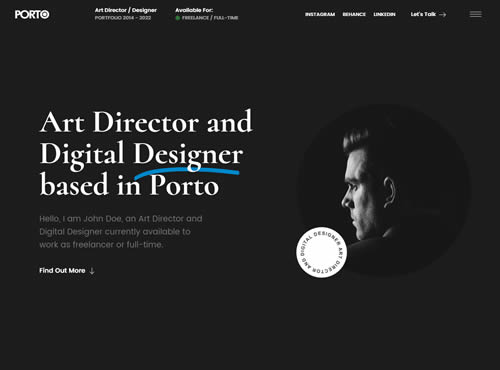 PORTO
Art Director / Designer
PORTFOLIO 2014 - 2022
Available For:
FREELANCE / FULL-TIME
INSTAGRAM
BEHANCE
LINKEDIN
Let's Talk
Art Director and
Digital Designer
based in Porto
Hello, I am John Doe, an Art Director and
Digital Designer currently available to
work as freelancer or full-time.
Find Out More
DIGITAL DESIGNER ART DIRECTOR AND